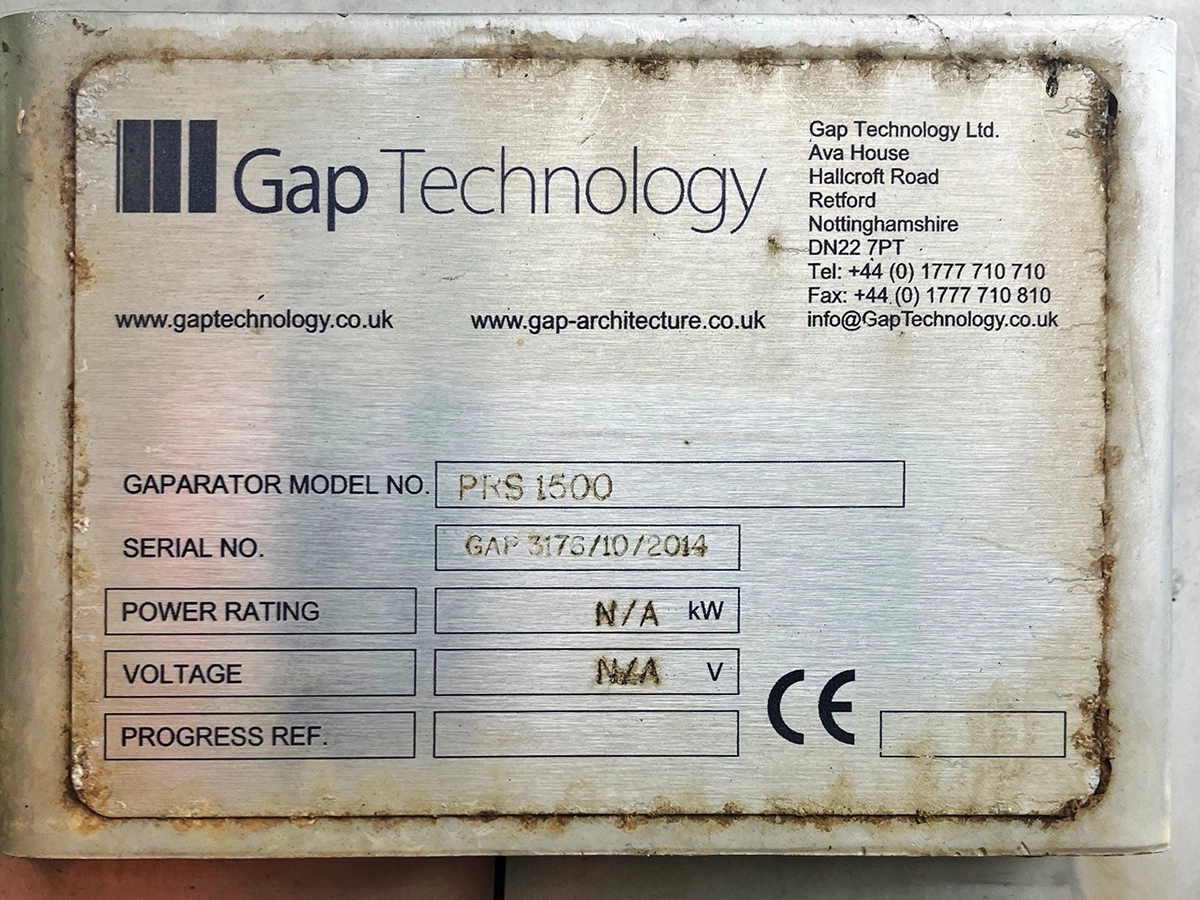 Gap Technology
Gap Technology Ltd.
Ava House
Hallcroft Road
Retford
Nottinghamshire
DN22 7PT
Tel: +44 (0) 1777 710 710
Fax: +44 (0) 1777 710 810
info@GapTechnology.co.uk
www.gaptechnology.co.uk www.gap-architecture.co.uk
GAPARATOR MODEL NO. PRS 1500
SERIAL NO. GAP 3176/10/2014
POWER RATING N/A kW
VOLTAGE N/A V
PROGRESS REF.
CE